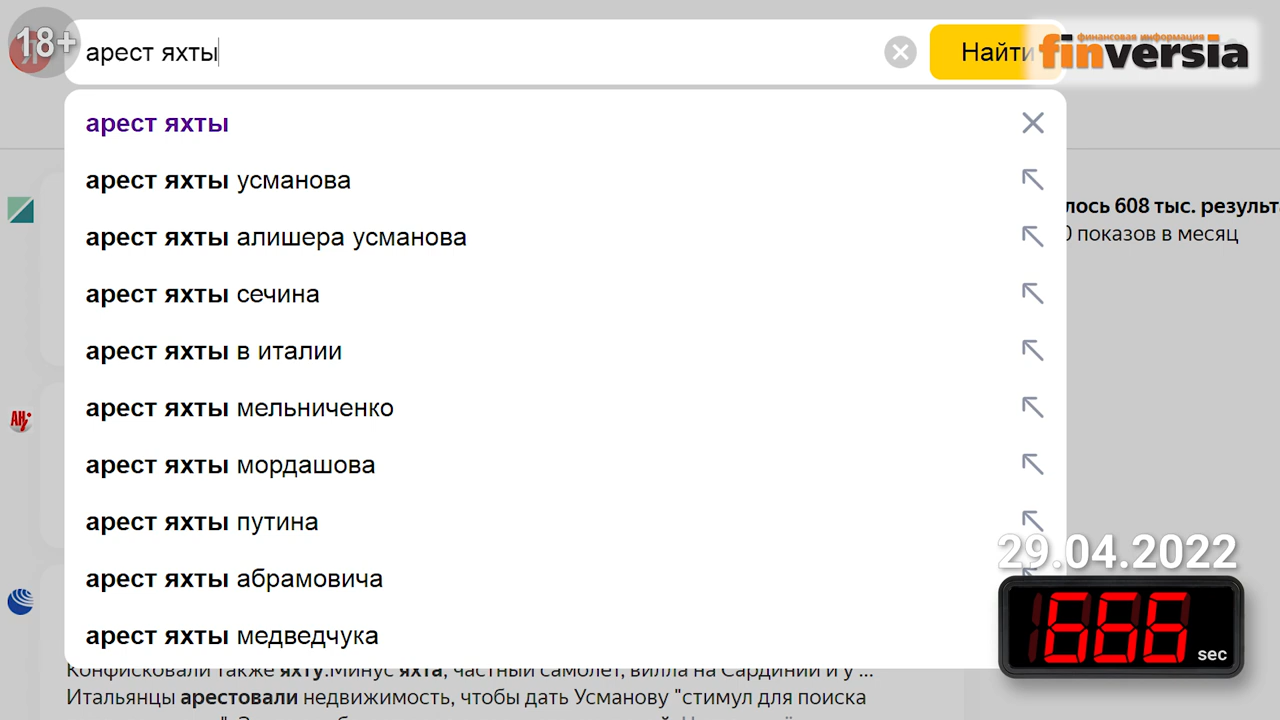 18+
арест яхты
Найти
финансовая информация
finversia
арест яхты
арест яхты усманова
арест яхты алишера усманова
арест яхты сечина
арест яхты в италии
арест яхты мельниченко
арест яхты мордашова
арест яхты путина
арест яхты абрамовича
арест яхты медведчука
лось 608 тыс. результ
0 показов в месяц
АН
29.04.2022
666 sec
Конфисковали также яхту.Минус яхта, частный самолет, вилла на Сардинии и у ...
Итальянцы арестовали недвижимость, чтобы дать Усманову "стимул для поиска